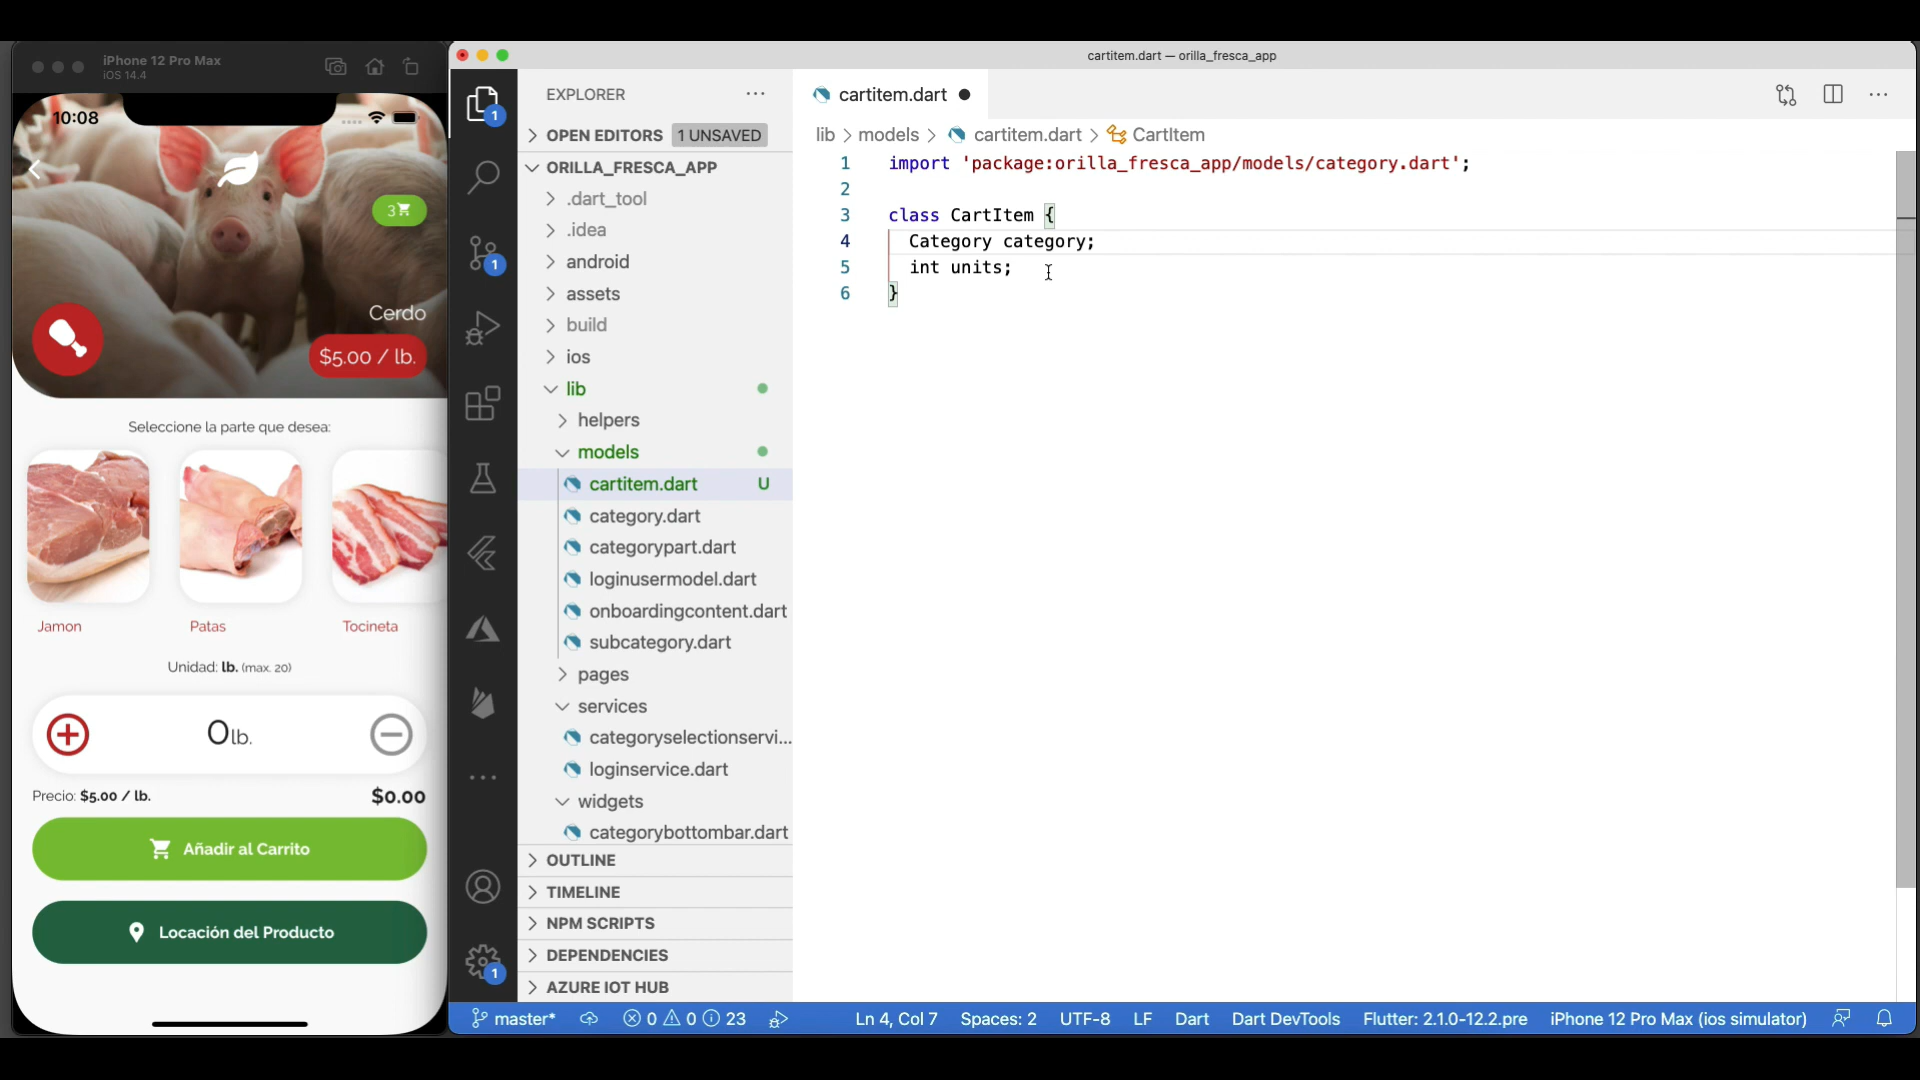 iPhone 12 Pro Max
iOS 14.4
10:08
3
Cerdo
$5.00 / lb.
Seleccione la parte que desea:
Jamon
Patas
Tocineta
Unidad: lb. (max. 20)
0lb.
Precio: $5.00 / lb.
$0.00
Añadir al Carrito
Locación del Producto
cartitem.dart — orilla_fresca_app
1
1
1
EXPLORER
OPEN EDITORS 1 UNSAVED
ORILLA_FRESCA_APP
.dart_tool
.idea
android
assets
build
ios
lib
helpers
models
cartitem.dart U
category.dart
categorypart.dart
loginusermodel.dart
onboardingcontent.dart
subcategory.dart
pages
services
categoryselectionservi...
loginservice.dart
widgets
categorybottombar.dart
OUTLINE
TIMELINE
NPM SCRIPTS
DEPENDENCIES
AZURE IOT HUB
cartitem.dart
lib > models > cartitem.dart > CartItem
1 import 'package:orilla_fresca_app/models/category.dart';
2
3 class CartItem {
4 Category category;
5 int units;
6 }
master* 0 0 23 Ln 4, Col 7 Spaces: 2 UTF-8 LF Dart Dart DevTools Flutter: 2.1.0-12.2.pre iPhone 12 Pro Max (ios simulator)